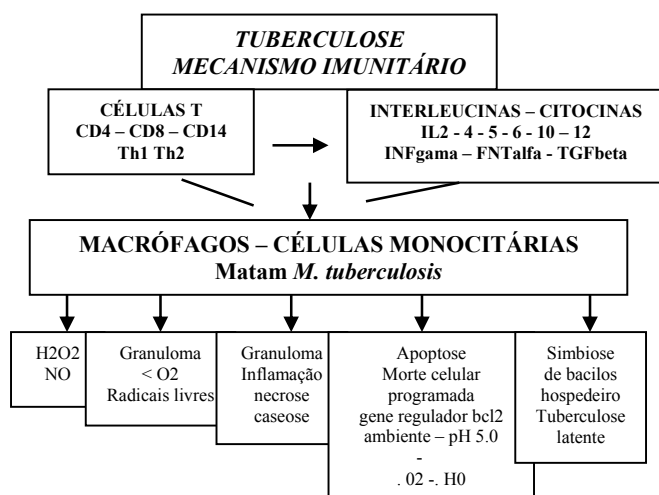 TUBERCULOSE
MECANISMO IMUNITÁRIO
CÉLULAS T
CD4 – CD8 – CD14
Th1 Th2
INTERLEUCINAS – CITOCINAS
IL2 - 4 - 5 - 6 - 10 – 12
INFgama – FNTalfa - TGFbeta
MACRÓFAGOS – CÉLULAS MONOCITÁRIAS
Matam M. tuberculosis
H2O2
NO
Granuloma
< O2
Radicais livres
Granuloma
Inflamação
necrose
caseose
Apoptose
Morte celular
programada
gene regulador bcl2
ambiente – pH 5.0
-
. 02 -. H0
Simbiose
de bacilos
hospedeiro
Tuberculose
latente